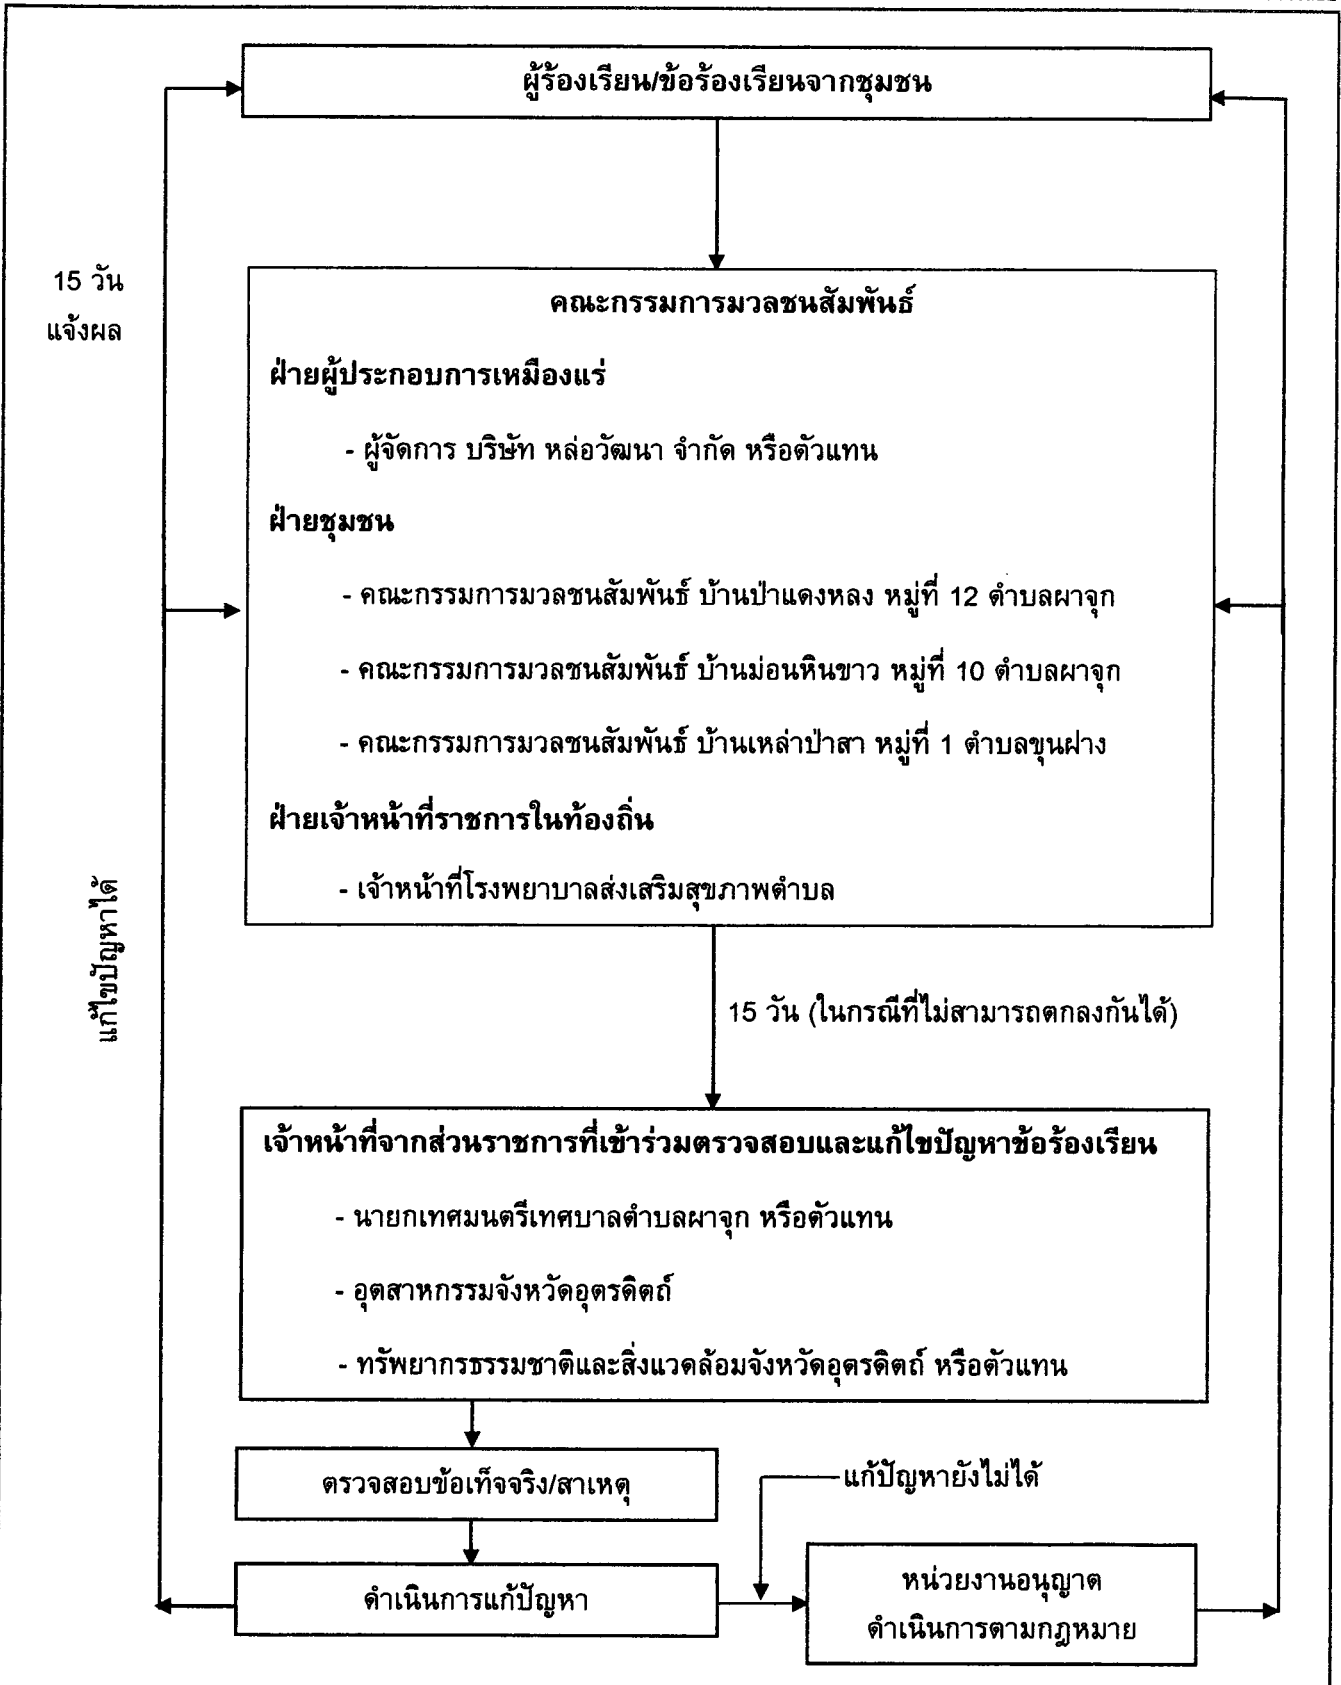 ผู้ร้องเรียน/ข้อร้องเรียนจากชุมชน
15 วัน
แจ้งผล
คณะกรรมการมวลชนสัมพันธ์
ฝ่ายผู้ประกอบการเหมืองแร่
- ผู้จัดการ บริษัท หล่อวัฒนา จำกัด หรือตัวแทน
ฝ่ายชุมชน
- คณะกรรมการมวลชนสัมพันธ์ บ้านป่าแดงหลง หมู่ที่ 12 ตำบลผาจุก
- คณะกรรมการมวลชนสัมพันธ์ บ้านม่อนหินขาว หมู่ที่ 10 ตำบลผาจุก
- คณะกรรมการมวลชนสัมพันธ์ บ้านเหล่าป่าสา หมู่ที่ 1 ตำบลขุนฝาง
ฝ่ายเจ้าหน้าที่ราชการในท้องถิ่น
- เจ้าหน้าที่โรงพยาบาลส่งเสริมสุขภาพตำบล
แก้ไขปัญหาได้
15 วัน (ในกรณีที่ไม่สามารถตกลงกันได้)
เจ้าหน้าที่จากส่วนราชการที่เข้าร่วมตรวจสอบและแก้ไขปัญหาข้อร้องเรียน
- นายกเทศมนตรีเทศบาลตำบลผาจุก หรือตัวแทน
- อุตสาหกรรมจังหวัดอุตรดิตถ์
- ทรัพยากรธรรมชาติและสิ่งแวดล้อมจังหวัดอุตรดิตถ์ หรือตัวแทน
ตรวจสอบข้อเท็จจริง/สาเหตุ
แก้ปัญหายังไม่ได้
ดำเนินการแก้ปัญหา
หน่วยงานอนุญาต
ดำเนินการตามกฎหมาย